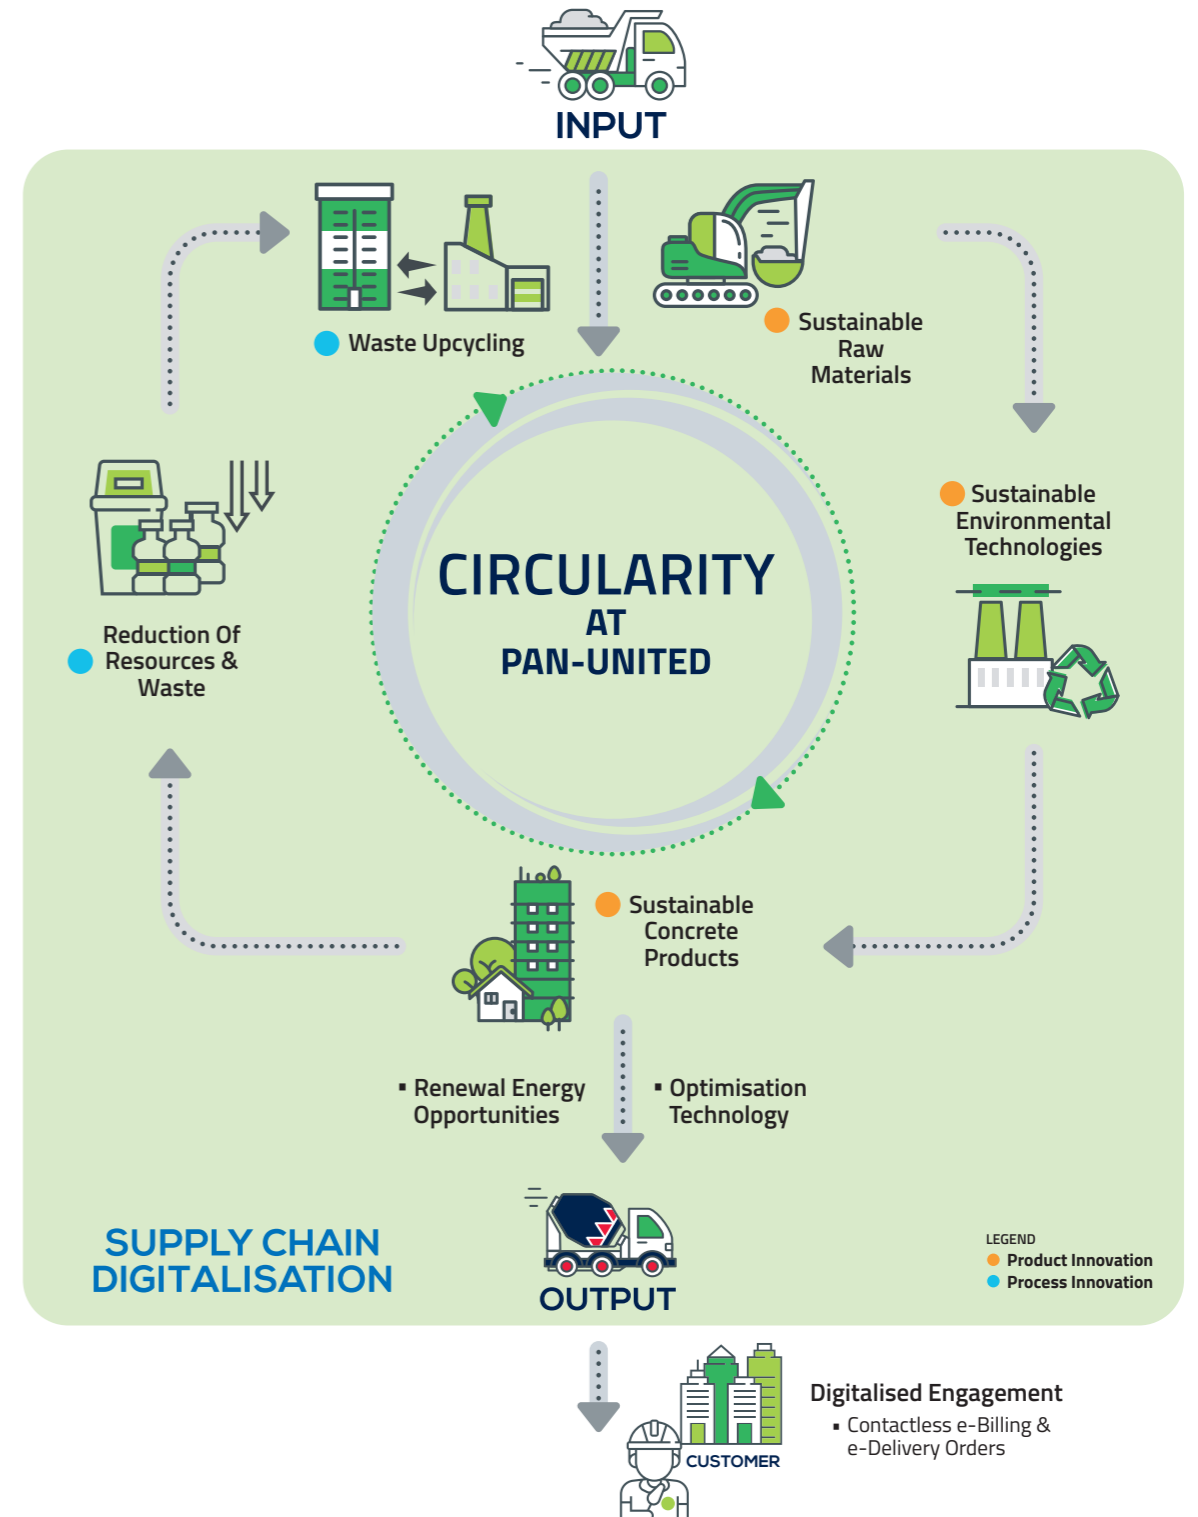 INPUT
Waste Upcycling
Sustainable
Raw
Materials
Sustainable
Environmental
Technologies
CIRCULARITY
AT
PAN-UNITED
Reduction Of
Resources &
Waste
Sustainable
Concrete
Products
▪ Renewal Energy
Opportunities
▪ Optimisation
Technology
SUPPLY CHAIN
DIGITALISATION
OUTPUT
LEGEND
Product Innovation
Process Innovation
CUSTOMER
Digitalised Engagement
▪ Contactless e-Billing &
e-Delivery Orders